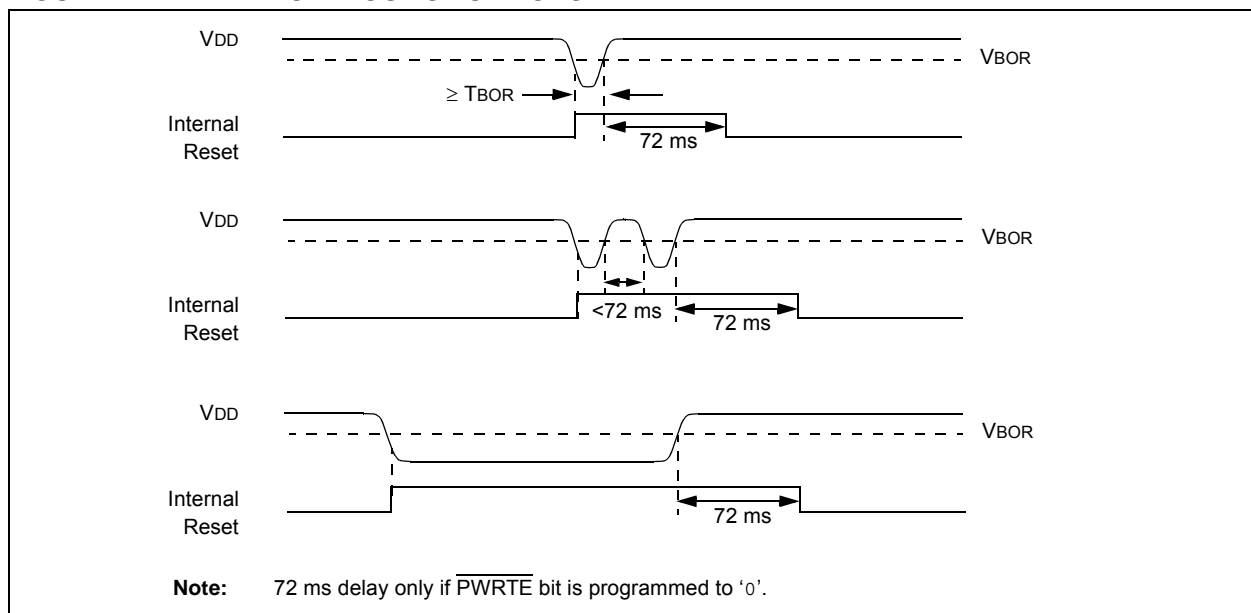 VDD
VBOR
≥ TBOR
Internal
Reset
72 ms
VDD
VBOR
Internal
Reset
<72 ms
72 ms
VDD
VBOR
Internal
Reset
72 ms
Note: 72 ms delay only if PWRTE bit is programmed to ‘0’.